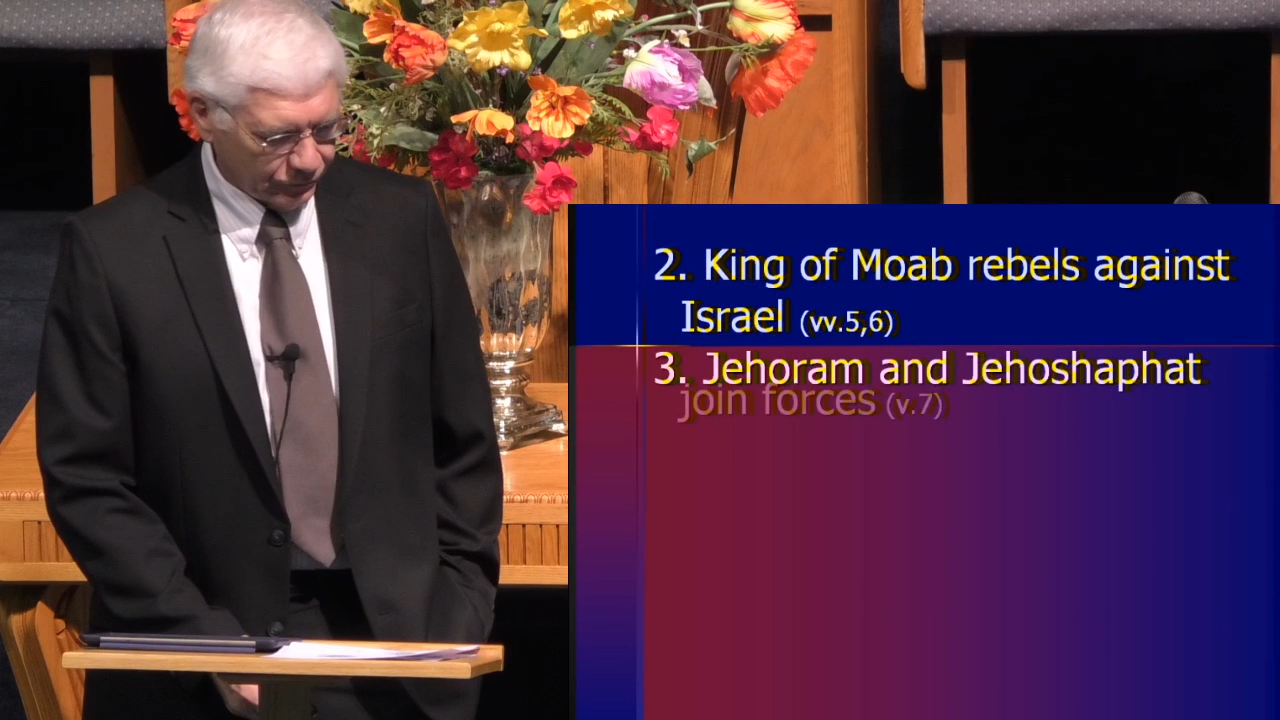 2. King of Moab rebels against
Israel (vv.5,6)
3. Jehoram and Jehoshaphat
join forces (v.7)